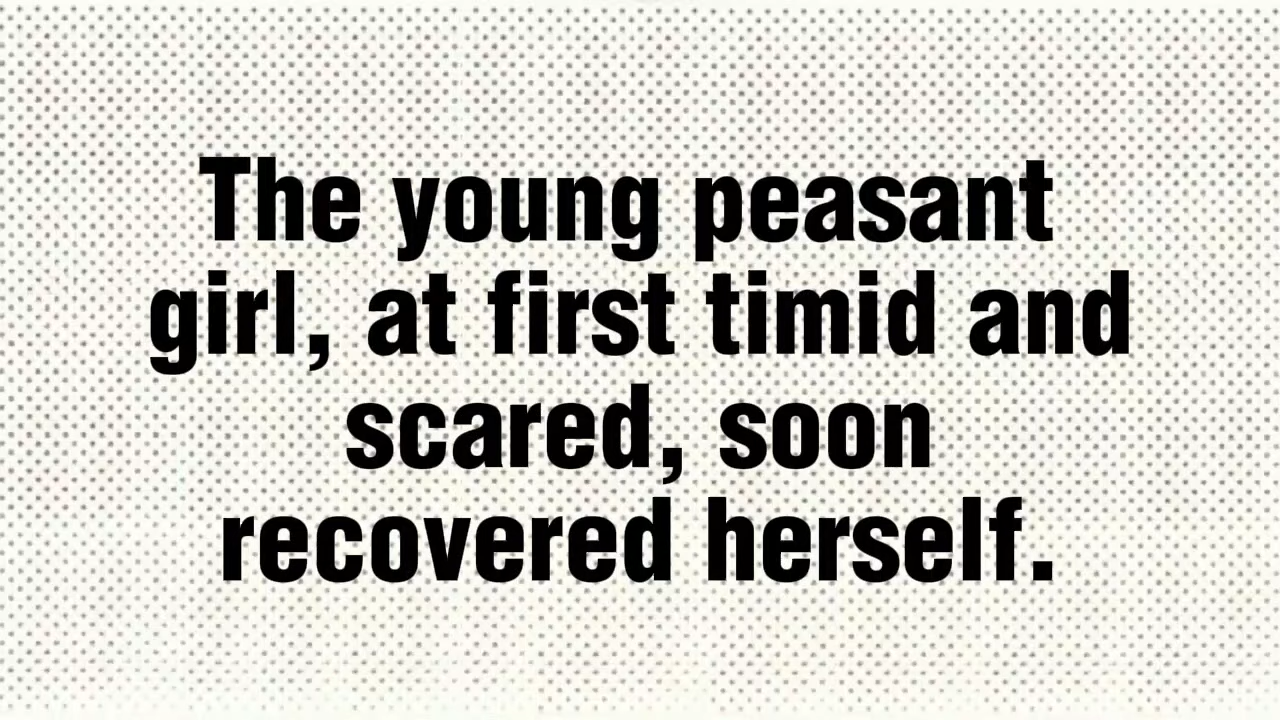 The young peasant
girl, at first timid and
scared, soon
recovered herself.